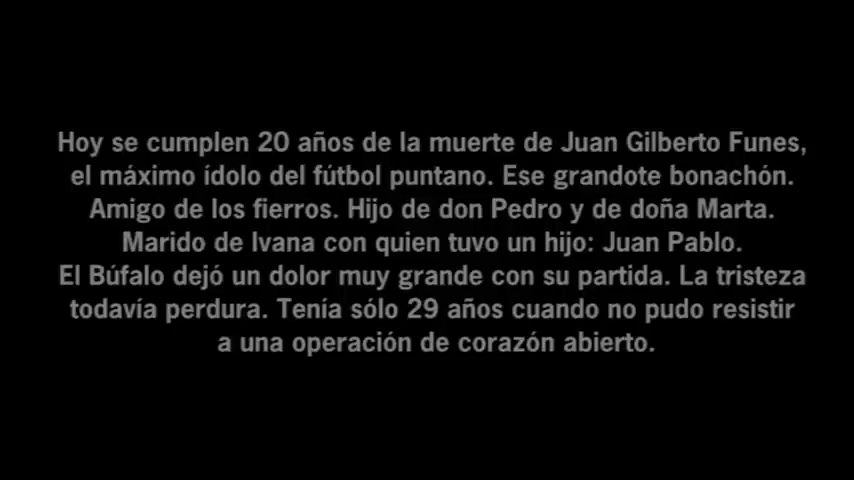 Hoy se cumplen 20 años de la muerte de Juan Gilberto Funes,
el máximo ídolo del fútbol puntano. Ese grandote bonachón.
Amigo de los fierros. Hijo de don Pedro y de doña Marta.
Marido de Ivana con quien tuvo un hijo: Juan Pablo.
El Búfalo dejó un dolor muy grande con su partida. La tristeza
todavía perdura. Tenía sólo 29 años cuando no pudo resistir
a una operación de corazón abierto.